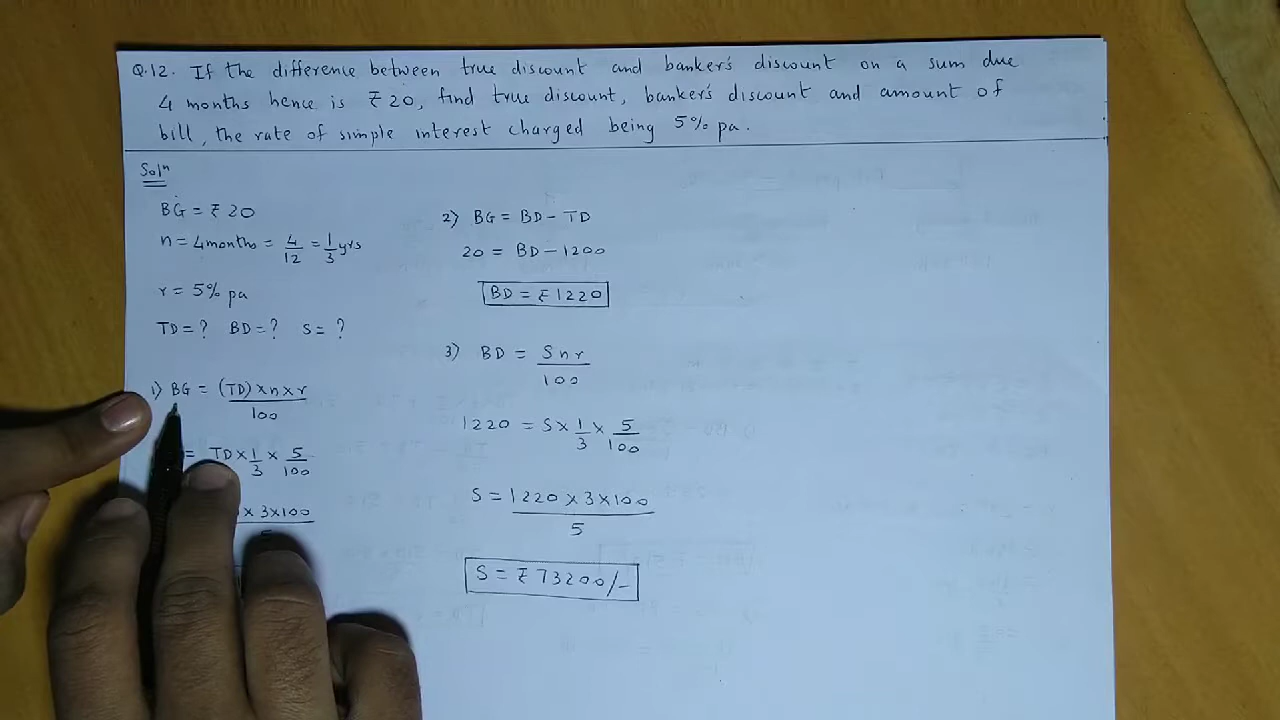 Q.12. If the difference between true discount and banker's discount on a sum due
4 months hence is ₹ 20, find true discount, banker's discount and amount of
bill, the rate of simple interest charged being 5% pa.
Solⁿ
BG = ₹ 20
n = 4 months = 4/12 = 1/3 yrs
r = 5% pa
TD = ? BD = ? S = ?
1) BG = (TD) × n × r / 100
= TD × 1/3 × 5/100
× 3 × 100 / 5
2) BG = BD − TD
20 = BD − 1200
BD = ₹ 1220
3) BD = S n r / 100
1220 = S × 1/3 × 5/100
S = 1220 × 3 × 100 / 5
S = ₹ 73200/-